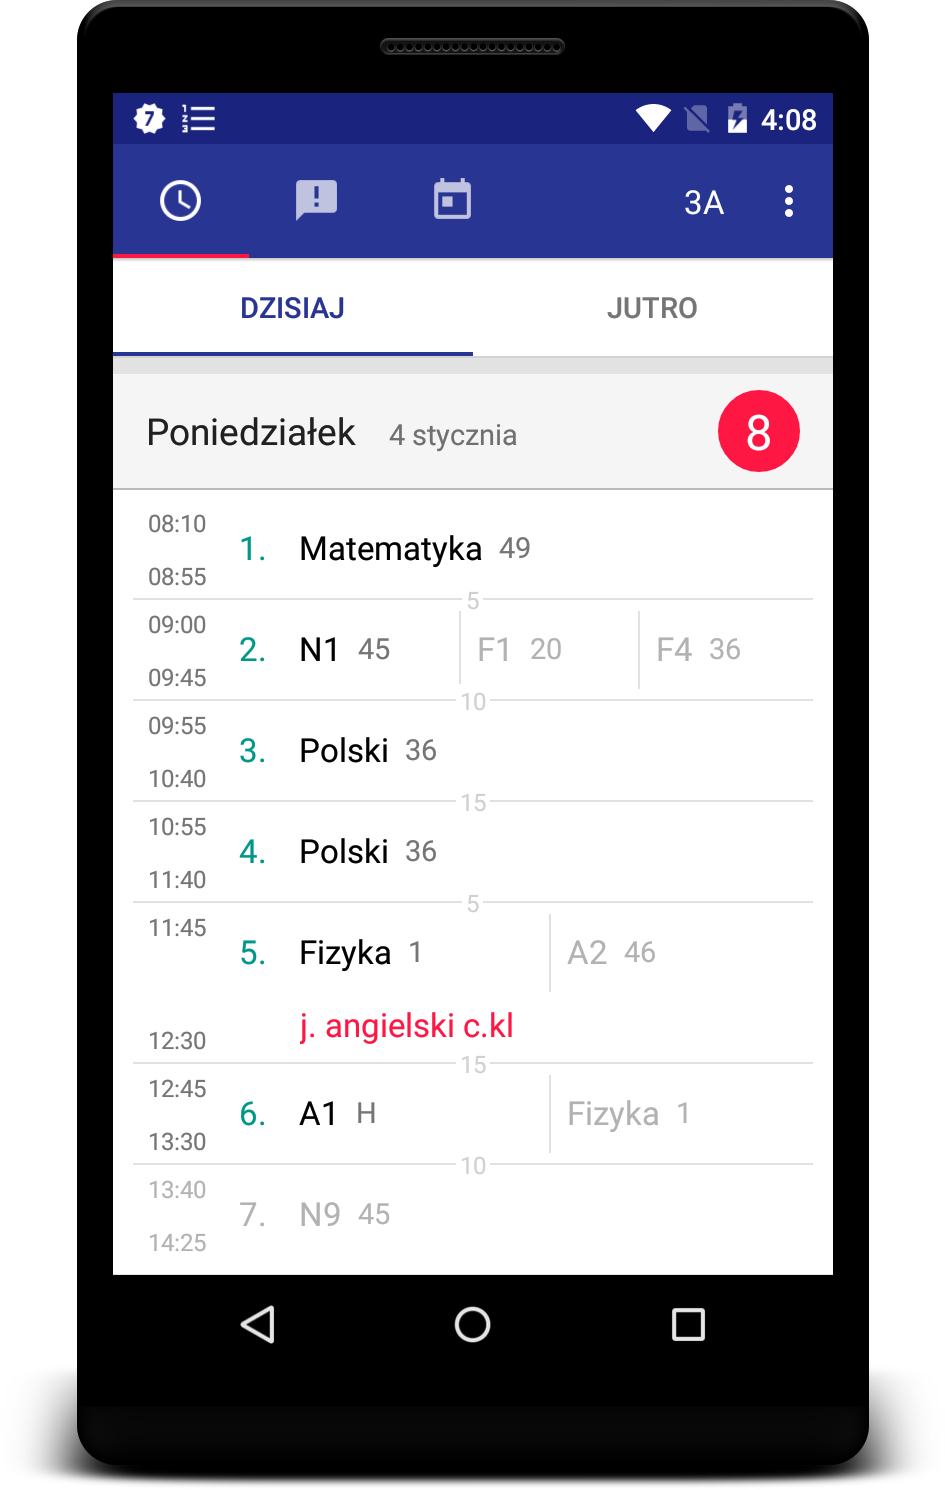 7 1 2 3 4:08
3A
DZISIAJ JUTRO
Poniedziałek 4 stycznia 8
08:10
1. Matematyka 49
08:55
5
09:00
2. N1 45 F1 20 F4 36
09:45
10
09:55
3. Polski 36
10:40
15
10:55
4. Polski 36
11:40
5
11:45
5. Fizyka 1 A2 46
j. angielski c.kl
12:30
15
12:45
6. A1 H Fizyka 1
13:30
10
13:40
7. N9 45
14:25